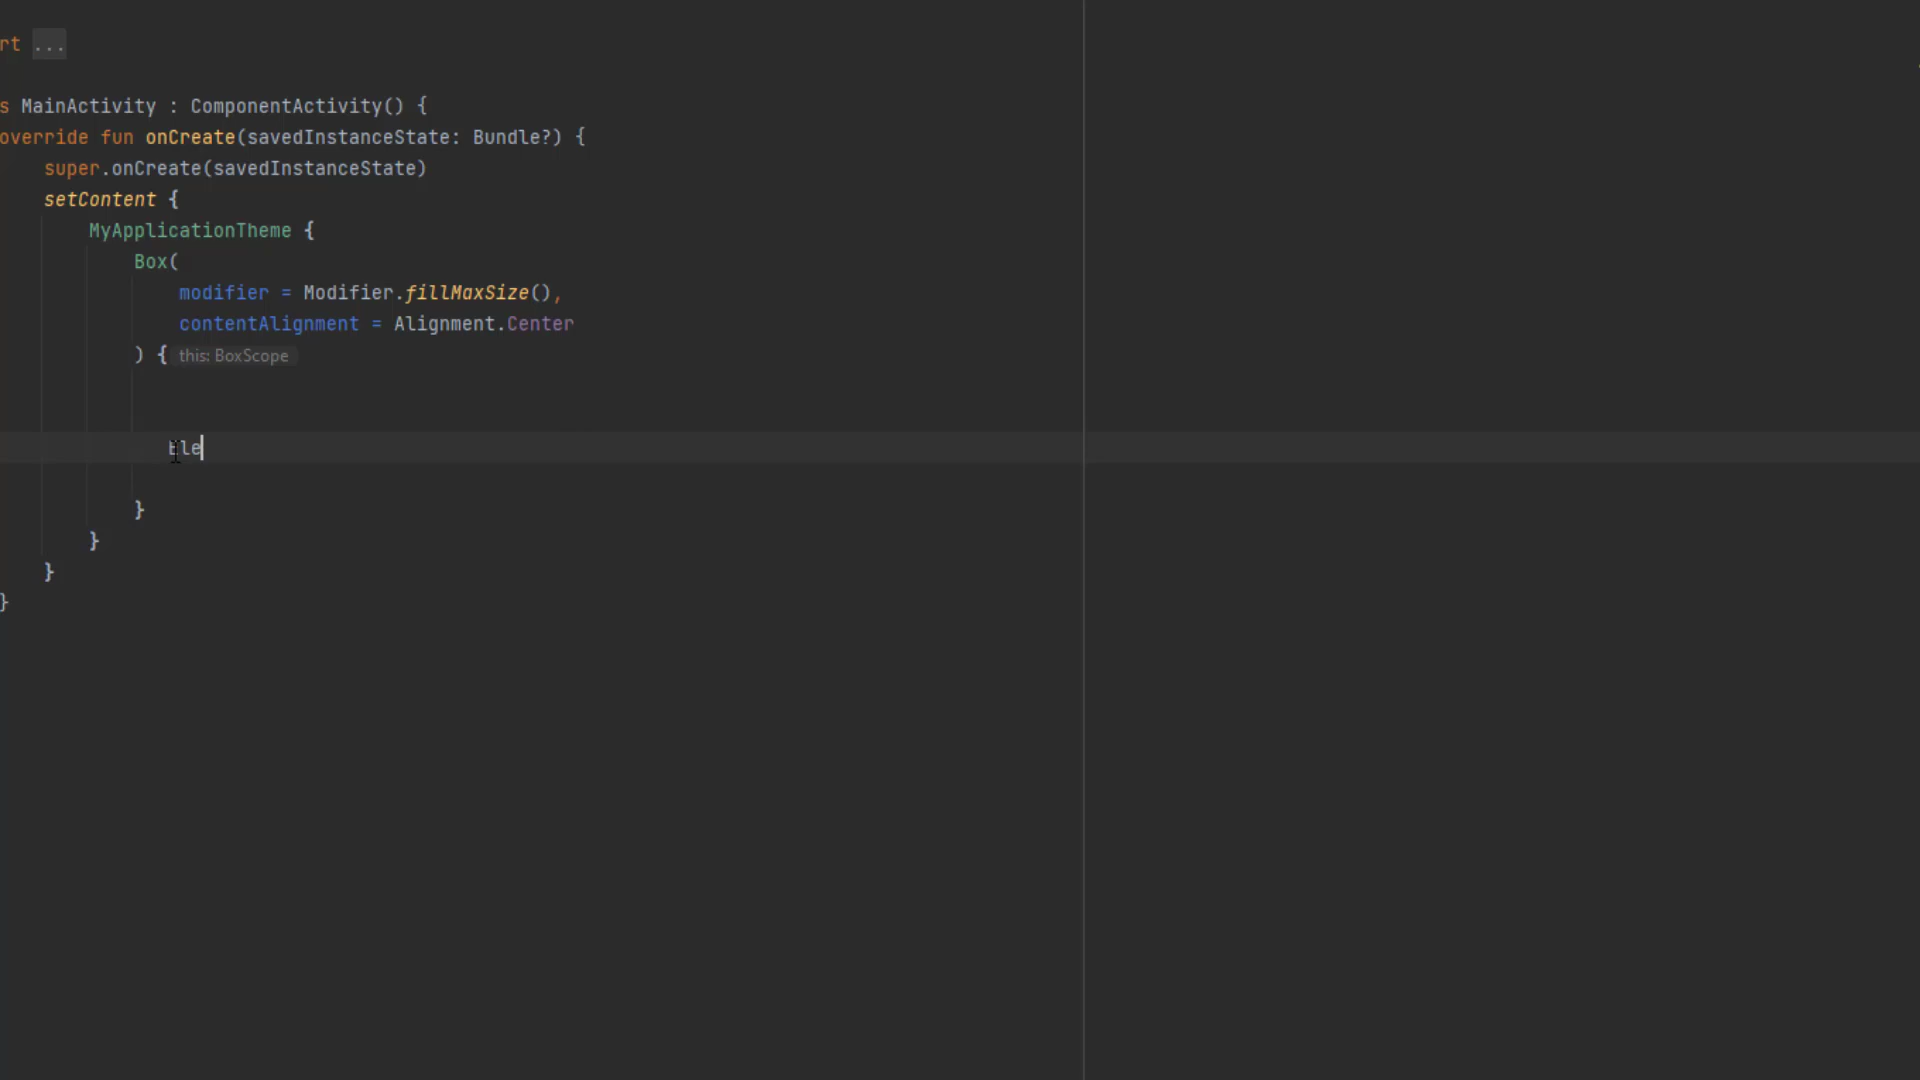 rt ...
s MainActivity : ComponentActivity() {
override fun onCreate(savedInstanceState: Bundle?) {
super.onCreate(savedInstanceState)
setContent {
MyApplicationTheme {
Box(
modifier = Modifier.fillMaxSize(),
contentAlignment = Alignment.Center
) { this: BoxScope
Ele
}
}
}
}